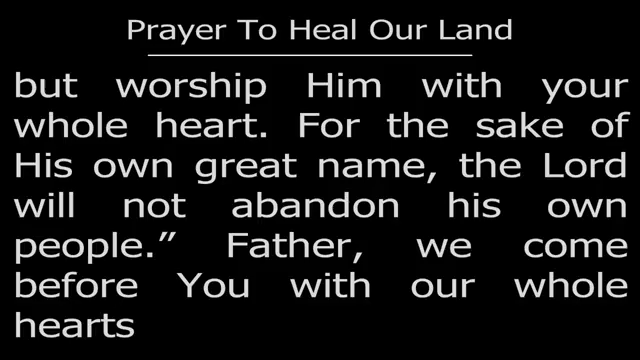 Prayer To Heal Our Land
but worship Him with your
whole heart. For the sake of
His own great name, the Lord
will not abandon his own
people.” Father, we come
before You with our whole
hearts